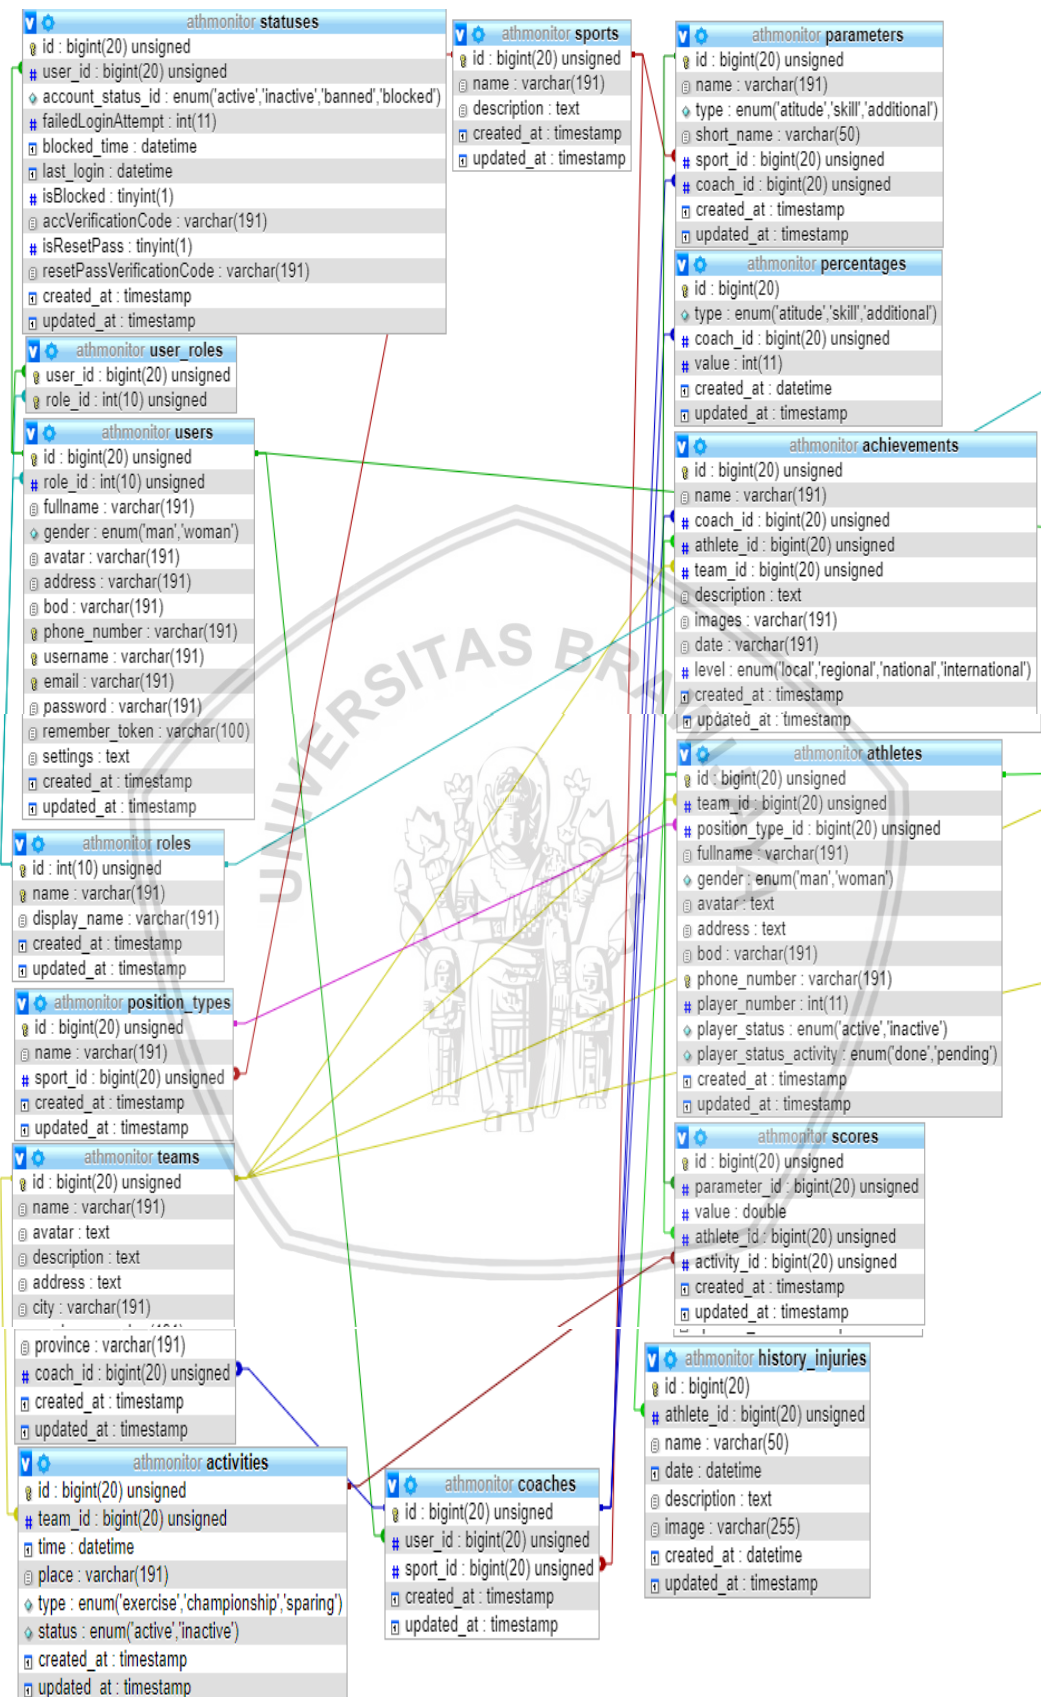 athmonitor statuses
id : bigint(20) unsigned
user_id : bigint(20) unsigned
account_status_id : enum('active','inactive','banned','blocked')
failedLoginAttempt : int(11)
blocked_time : datetime
last_login : datetime
isBlocked : tinyint(1)
accVerificationCode : varchar(191)
isResetPass : tinyint(1)
resetPassVerificationCode : varchar(191)
created_at : timestamp
updated_at : timestamp
athmonitor user_roles
user_id : bigint(20) unsigned
role_id : int(10) unsigned
athmonitor users
id : bigint(20) unsigned
role_id : int(10) unsigned
fullname : varchar(191)
gender : enum('man','woman')
avatar : varchar(191)
address : varchar(191)
bod : varchar(191)
phone_number : varchar(191)
username : varchar(191)
email : varchar(191)
password : varchar(191)
remember_token : varchar(100)
settings : text
created_at : timestamp
updated_at : timestamp
athmonitor roles
id : int(10) unsigned
name : varchar(191)
display_name : varchar(191)
created_at : timestamp
updated_at : timestamp
athmonitor position_types
id : bigint(20) unsigned
name : varchar(191)
sport_id : bigint(20) unsigned
created_at : timestamp
updated_at : timestamp
athmonitor teams
id : bigint(20) unsigned
name : varchar(191)
avatar : text
description : text
address : text
city : varchar(191)
province : varchar(191)
coach_id : bigint(20) unsigned
created_at : timestamp
updated_at : timestamp
athmonitor activities
id : bigint(20) unsigned
team_id : bigint(20) unsigned
time : datetime
place : varchar(191)
type : enum('exercise','championship','sparing')
status : enum('active','inactive')
created_at : timestamp
updated_at : timestamp
athmonitor sports
id : bigint(20) unsigned
name : varchar(191)
description : text
created_at : timestamp
updated_at : timestamp
athmonitor coaches
id : bigint(20) unsigned
user_id : bigint(20) unsigned
sport_id : bigint(20) unsigned
created_at : timestamp
updated_at : timestamp
athmonitor parameters
id : bigint(20) unsigned
name : varchar(191)
type : enum('atitude','skill','additional')
short_name : varchar(50)
sport_id : bigint(20) unsigned
coach_id : bigint(20) unsigned
created_at : timestamp
updated_at : timestamp
athmonitor percentages
id : bigint(20)
type : enum('atitude','skill','additional')
coach_id : bigint(20) unsigned
value : int(11)
created_at : datetime
updated_at : timestamp
athmonitor achievements
id : bigint(20) unsigned
name : varchar(191)
coach_id : bigint(20) unsigned
athlete_id : bigint(20) unsigned
team_id : bigint(20) unsigned
description : text
images : varchar(191)
date : varchar(191)
level : enum('local','regional','national','international')
created_at : timestamp
updated_at : timestamp
athmonitor athletes
id : bigint(20) unsigned
team_id : bigint(20) unsigned
position_type_id : bigint(20) unsigned
fullname : varchar(191)
gender : enum('man','woman')
avatar : text
address : text
bod : varchar(191)
phone_number : varchar(191)
player_number : int(11)
player_status : enum('active','inactive')
player_status_activity : enum('done','pending')
created_at : timestamp
updated_at : timestamp
athmonitor scores
id : bigint(20) unsigned
parameter_id : bigint(20) unsigned
value : double
athlete_id : bigint(20) unsigned
activity_id : bigint(20) unsigned
created_at : timestamp
updated_at : timestamp
athmonitor history_injuries
id : bigint(20)
athlete_id : bigint(20) unsigned
name : varchar(50)
date : datetime
description : text
image : varchar(255)
created_at : datetime
updated_at : timestamp
UNIVERSITAS BRAWIJAYA